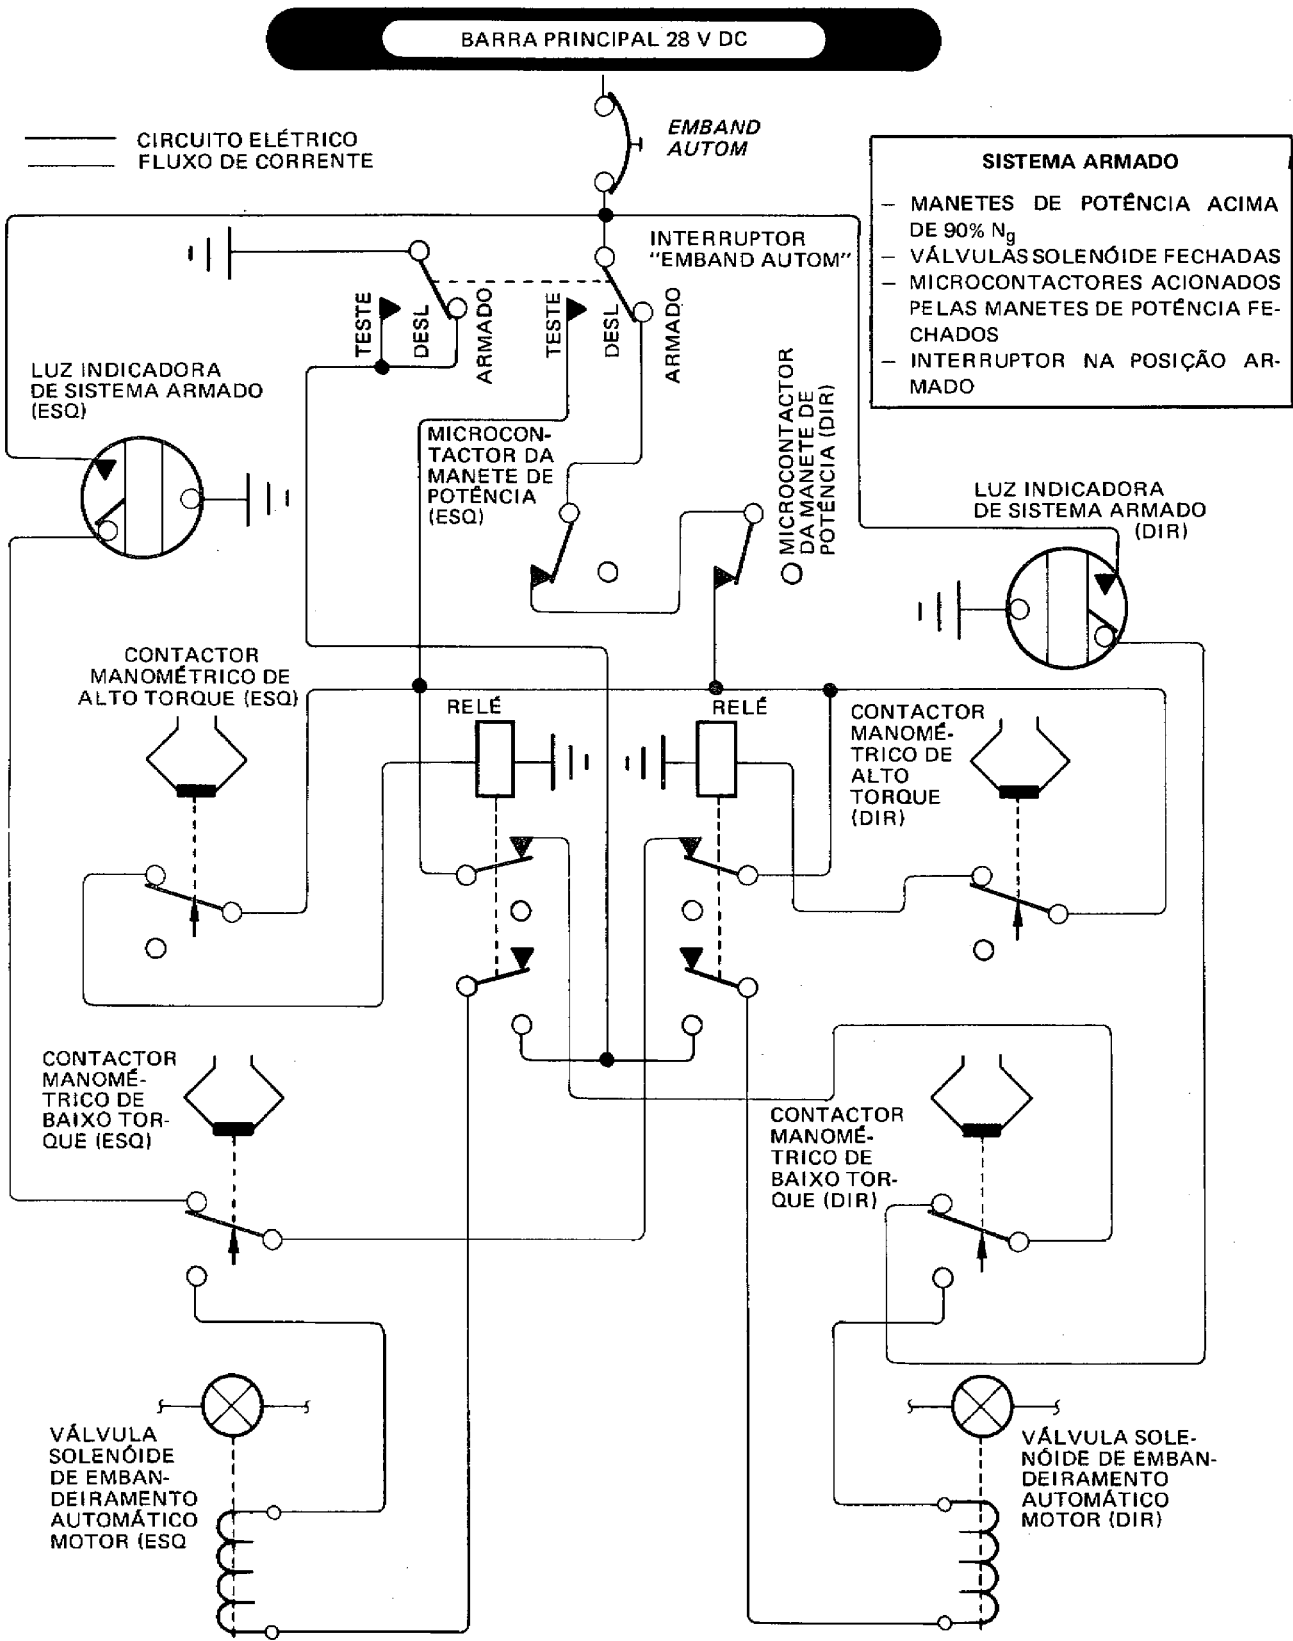 BARRA PRINCIPAL 28 V DC
EMBAND
AUTOM
CIRCUITO ELÉTRICO
FLUXO DE CORRENTE
SISTEMA ARMADO
– MANETES DE POTÊNCIA ACIMA
DE 90% Ng
– VÁLVULAS SOLENÓIDE FECHADAS
– MICROCONTACTORES ACIONADOS
PELAS MANETES DE POTÊNCIA FE-
CHADOS
– INTERRUPTOR NA POSIÇÃO AR-
MADO
INTERRUPTOR
"EMBAND AUTOM"
TESTE
DESL
ARMADO
TESTE
DESL
ARMADO
LUZ INDICADORA
DE SISTEMA ARMADO
(ESQ)
MICROCON-
TACTOR DA
MANETE DE
POTÊNCIA
(ESQ)
MICROCONTACTOR
DA MANETE DE
POTÊNCIA (DIR)
LUZ INDICADORA
DE SISTEMA ARMADO
(DIR)
CONTACTOR
MANOMÉTRICO DE
ALTO TORQUE (ESQ)
RELÉ
RELÉ
CONTACTOR
MANOMÉ-
TRICO DE
ALTO
TORQUE
(DIR)
CONTACTOR
MANOMÉ-
TRICO DE
BAIXO TOR-
QUE (ESQ)
CONTACTOR
MANOMÉ-
TRICO DE
BAIXO TOR-
QUE (DIR)
VÁLVULA
SOLENÓIDE
DE EMBAN-
DEIRAMENTO
AUTOMÁTICO
MOTOR (ESQ
VÁLVULA SOLE-
NÓIDE DE EMBAN-
DEIRAMENTO
AUTOMÁTICO
MOTOR (DIR)